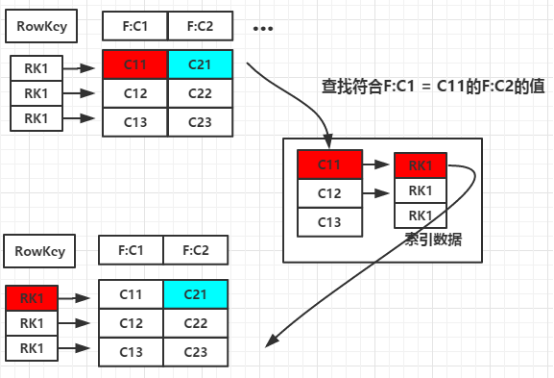 RowKey F:C1 F:C2 ...
RK1 C11 C21
RK1 C12 C22
RK1 C13 C23
查找符合F:C1 = C11的F:C2的值
C11 RK1
C12 RK1
C13 RK1
索引数据
RowKey F:C1 F:C2
RK1 C11 C21
RK1 C12 C22
RK1 C13 C23